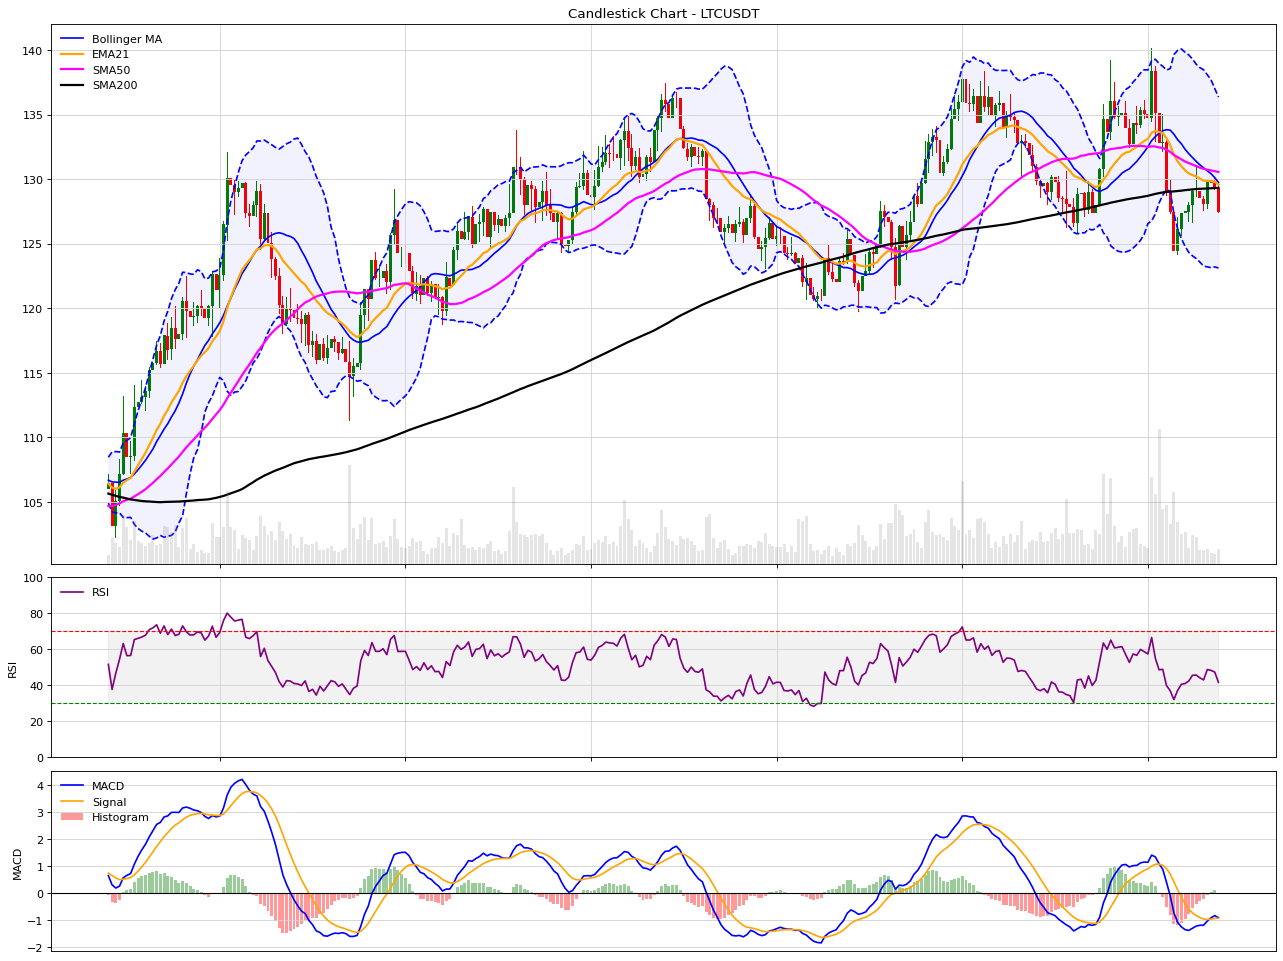 Candlestick Chart - LTCUSDT
Bollinger MA
EMA21
SMA50
SMA200
140
135
130
125
120
115
110
105
RSI
100
80
60
40
20
0
RSI
MACD
Signal
Histogram
4
3
2
1
0
−1
−2
MACD